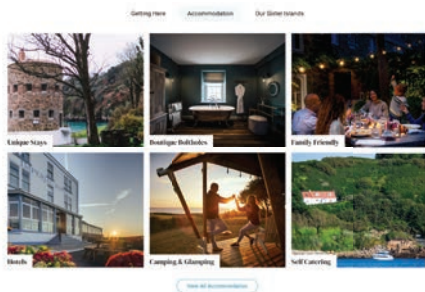 Getting Here Accommodation Our Sister Islands
Unique Stays Boutique Boltholes Family Friendly
Hotels Camping & Glamping Self Catering
View All Accommodation